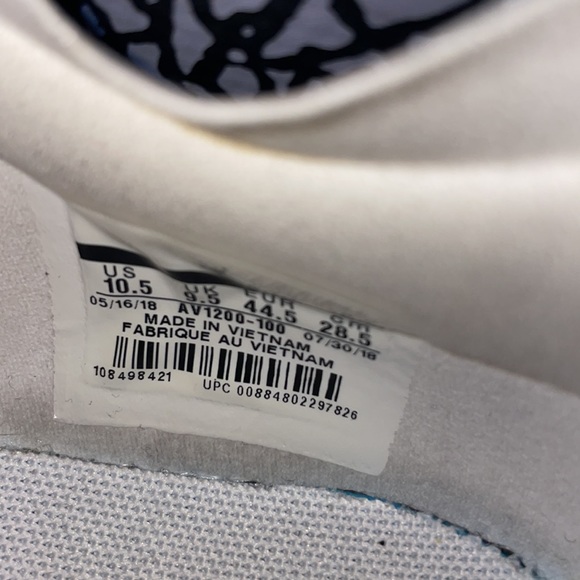 US UK EUR cm
10.5 9.5 44.5 28.5
05/16/18 AV1200-100 07/30/18
MADE IN VIETNAM
FABRIQUE AU VIETNAM
108498421 UPC 00884802297826